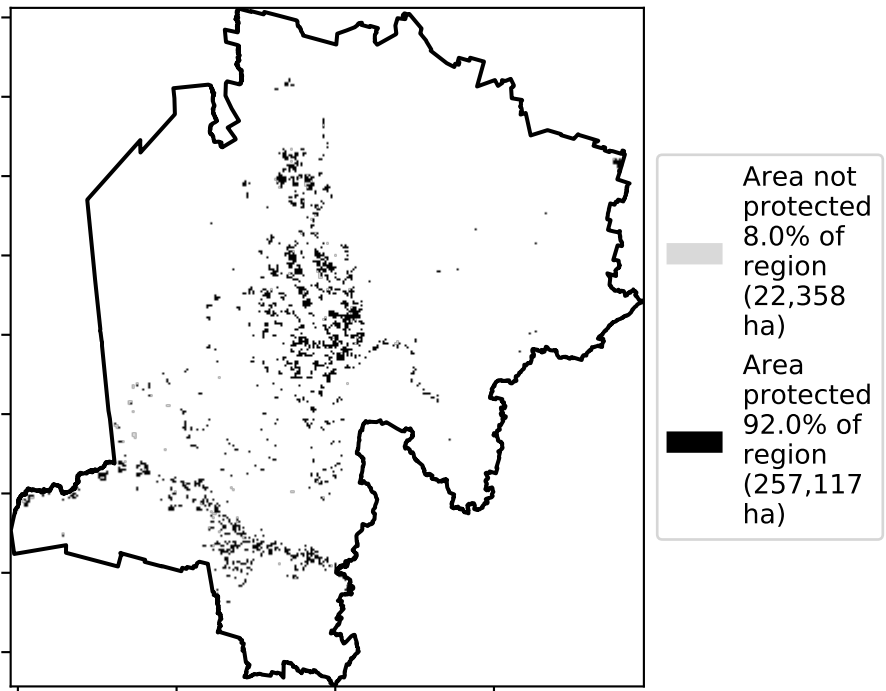 Area not
protected
8.0% of
region
(22,358
ha)
Area
protected
92.0% of
region
(257,117
ha)